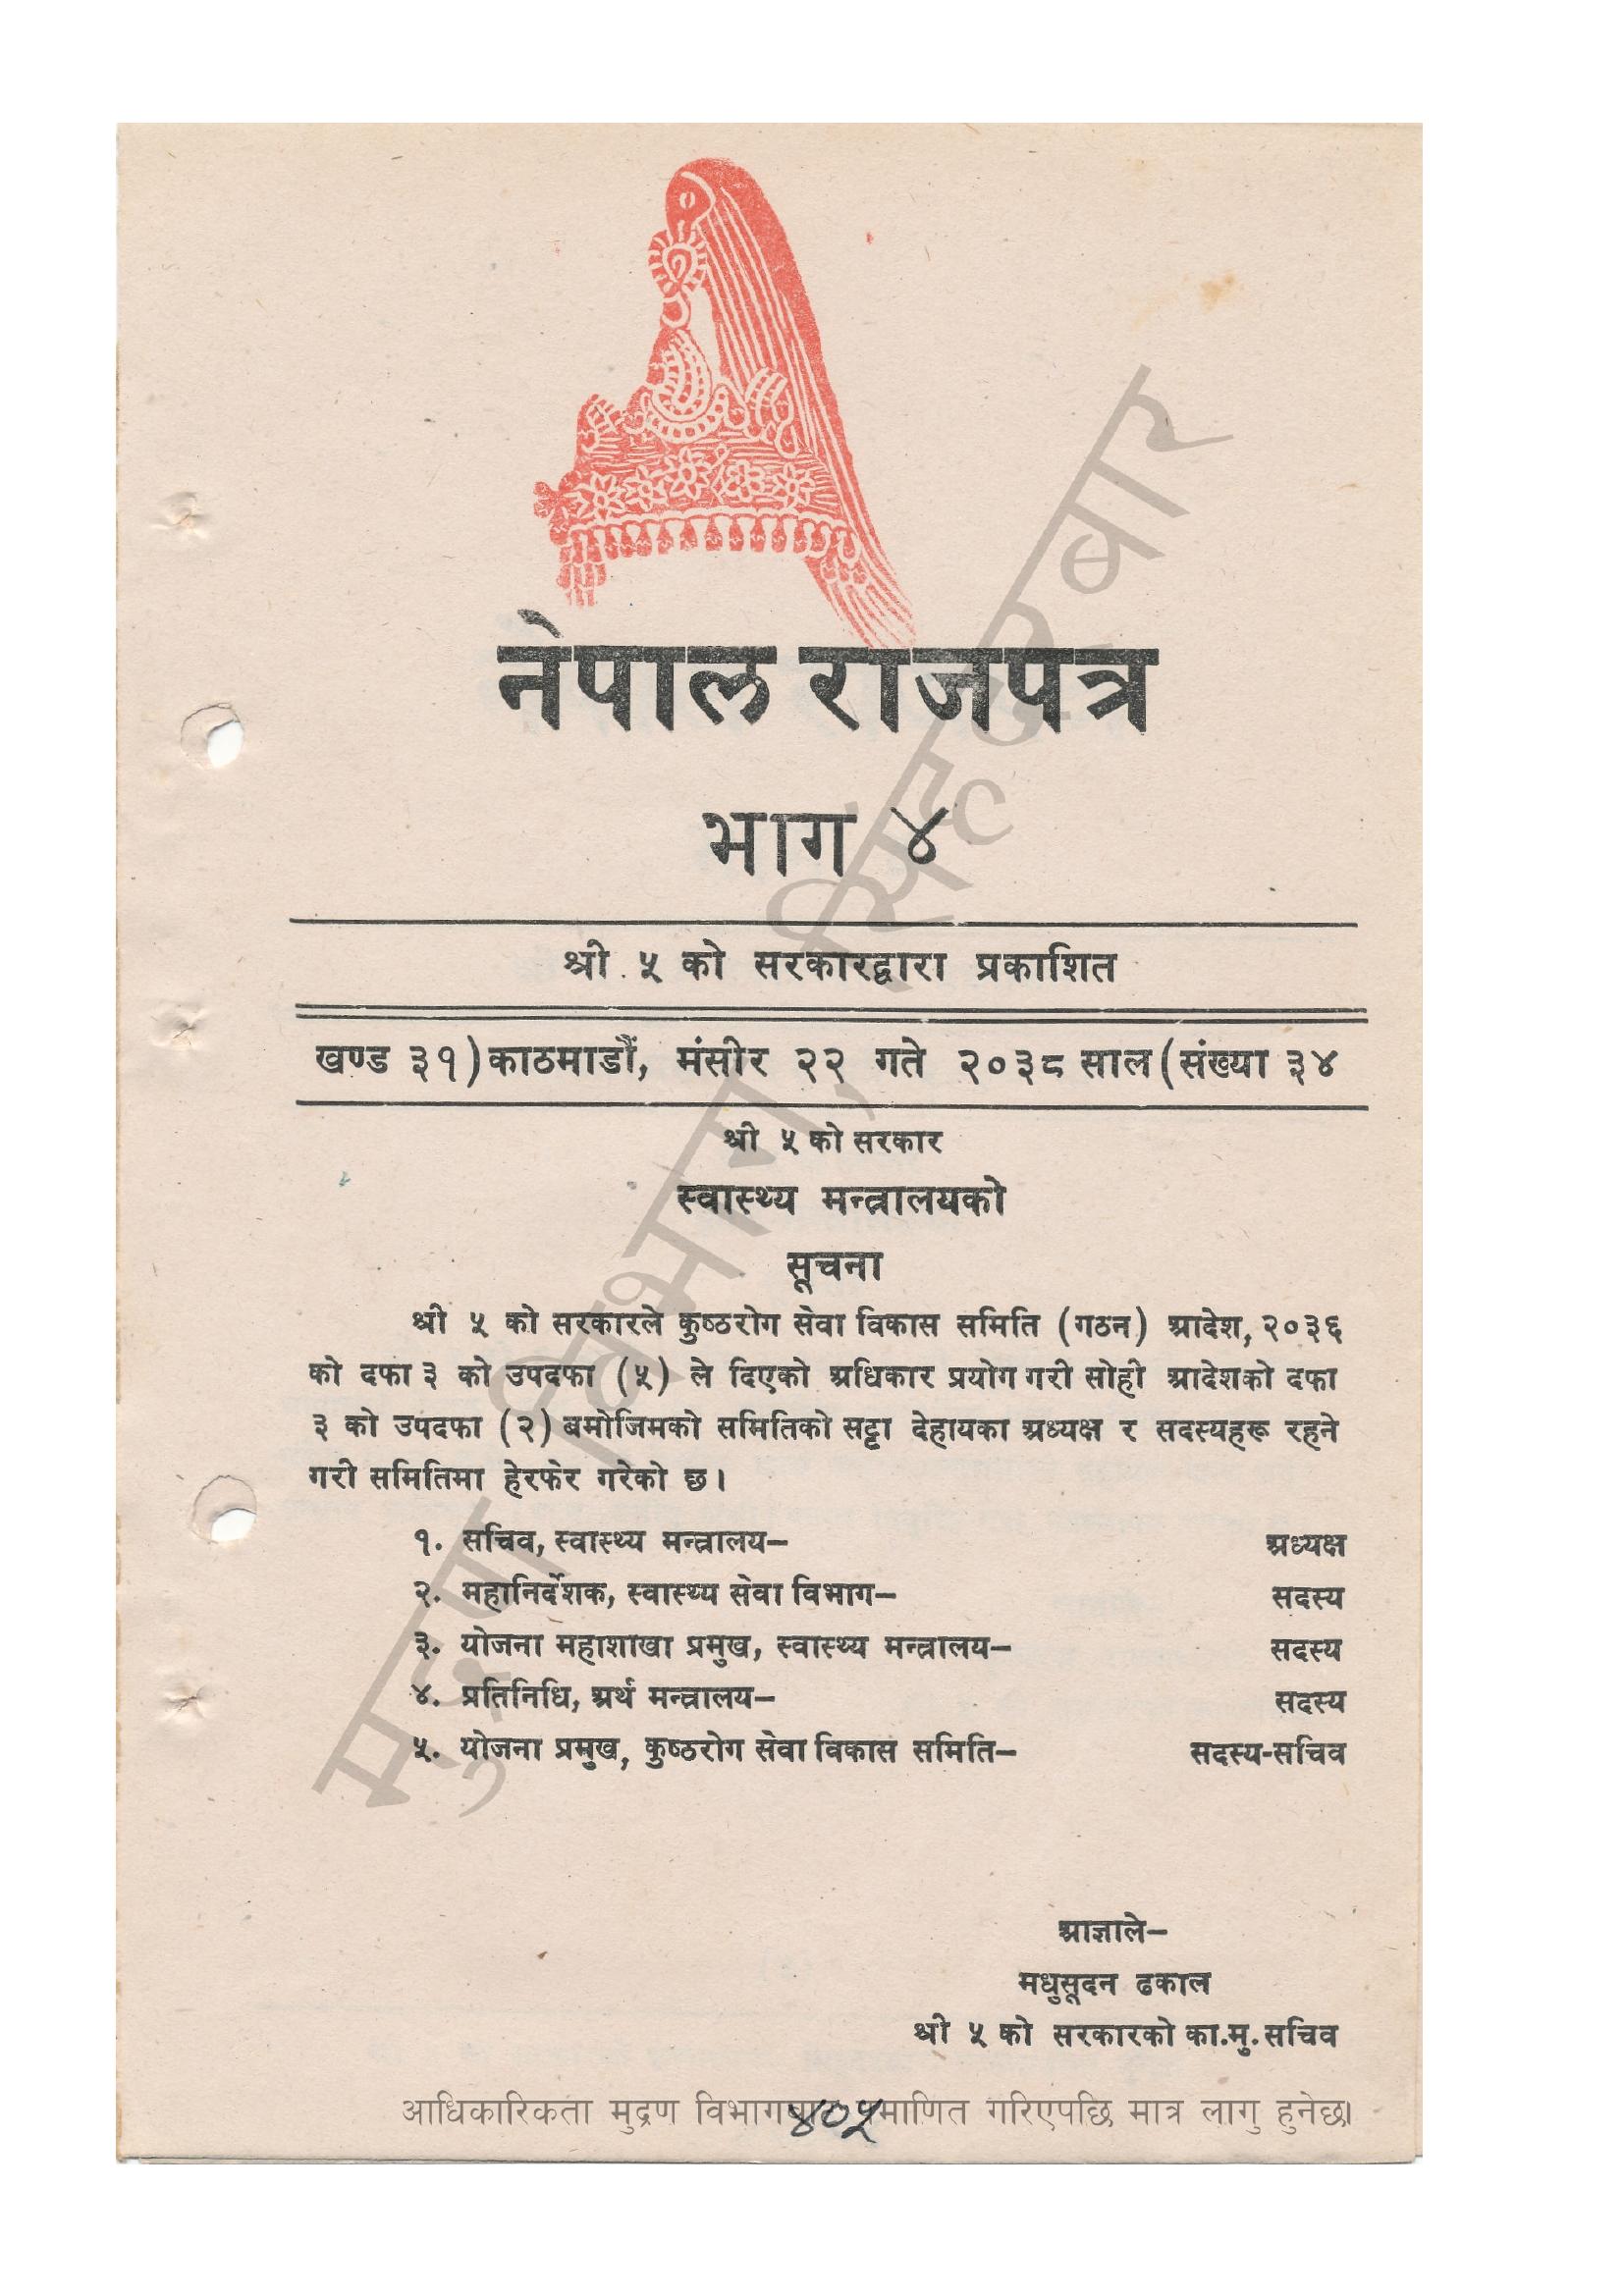 नेपाल राजपत्र
भाग ४
श्री ५ को सरकारद्वारा प्रकाशित
खण्ड ३१) काठमाडौं, मंसीर २२ गते २०३८ साल (संख्या ३४
श्री ५ को सरकार
स्वास्थ्य मन्त्रालयको
सूचना
श्री ५ को सरकारले कुष्ठरोग सेवा विकास समिति (गठन) आदेश, २०३६
को दफा ३ को उपदफा (५) ले दिएको अधिकार प्रयोग गरी सोही आदेशको दफा
३ को उपदफा (२) बमोजिमको समितिको सट्टा देहायका अध्यक्ष र सदस्यहरू रहने
गरी समितिमा हेरफेर गरेको छ।
१. सचिव, स्वास्थ्य मन्त्रालय– अध्यक्ष
२. महानिर्देशक, स्वास्थ्य सेवा विभाग– सदस्य
३. योजना महाशाखा प्रमुख, स्वास्थ्य मन्त्रालय– सदस्य
४. प्रतिनिधि, अर्थ मन्त्रालय– सदस्य
५. योजना प्रमुख, कुष्ठरोग सेवा विकास समिति– सदस्य-सचिव
आज्ञाले–
मधुसूदन ढकाल
श्री ५ को सरकारको का.मु. सचिव
आधिकारिकता मुद्रण विभागबाट प्रमाणित गरिएपछि मात्र लागु हुनेछ।
४०५
मुद्रण विभाग, सिंहदरबार